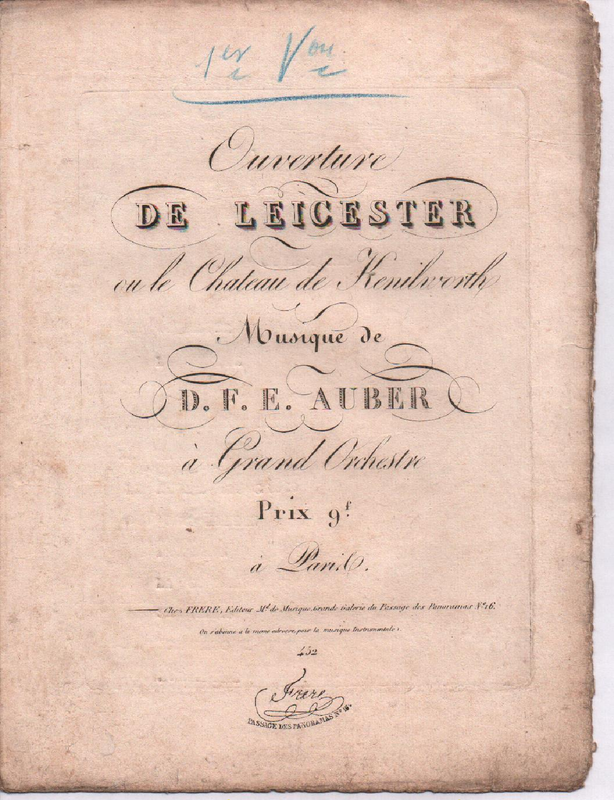 1er Von
Ouverture
DE LEICESTER
ou le Chateau de Kenilworth
Musique de
D. F. E. AUBER
à Grand Orchestre
Prix 9f
à Paris.
Chez FRERE, Editeur Md de Musique, Grande Galerie du Passage des Panoramas No 16.
On s'abonne à la même adresse, pour la musique Instrumentale.
452
Frere
PASSAGE DES PANORAMAS No 16.